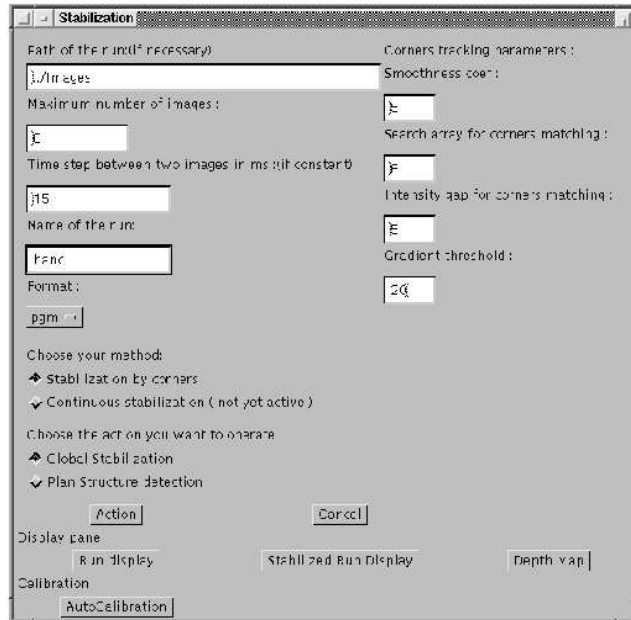 Stabilization
Path of the run:(If necessary)
./Images
Maximum number of images :
Time step between two images in ms :(if constant)
15
Name of the run:
Format :
pgm
Choose your method:
Stabilization by corners
Continuous stabilization ( not yet active )
Choose the action you want to operate
Global Stabilization
Plan Structure detection
Action
Cancel
Corners tracking parameters :
Smoothness coef :
Search array for corners matching :
Intensity gap for corners matching :
Gradient threshold :
20
Display pane
Run display
Stabilized Run Display
Depth Map
Calibration
AutoCalibration